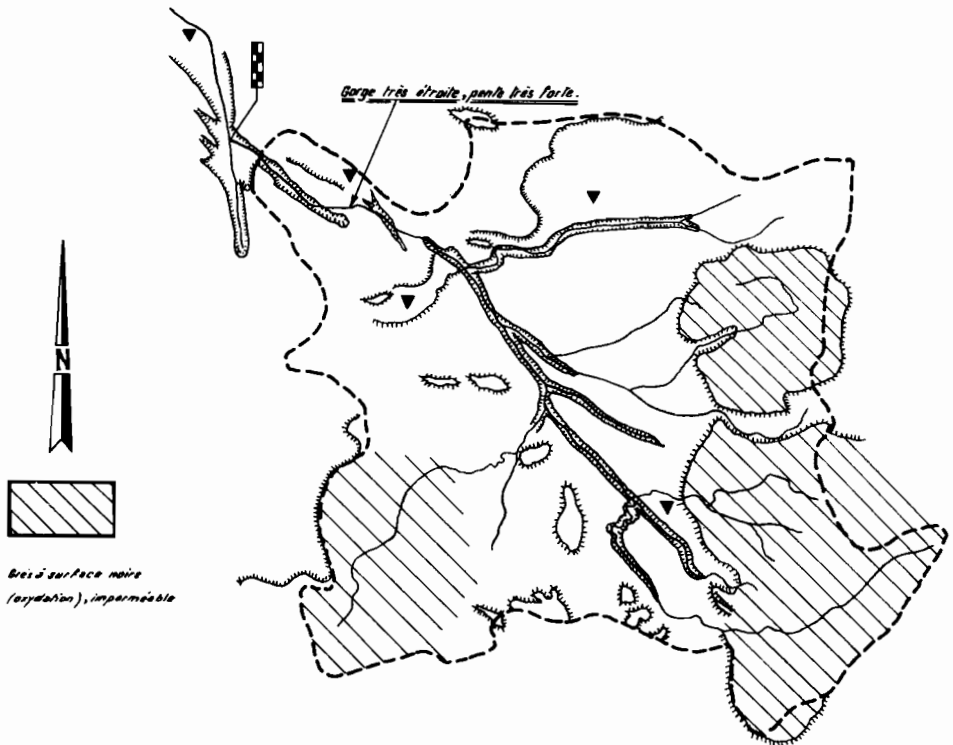 Gorge très étroite, pente très forte.
N
Grès à surface noire
(oxydation), imperméable